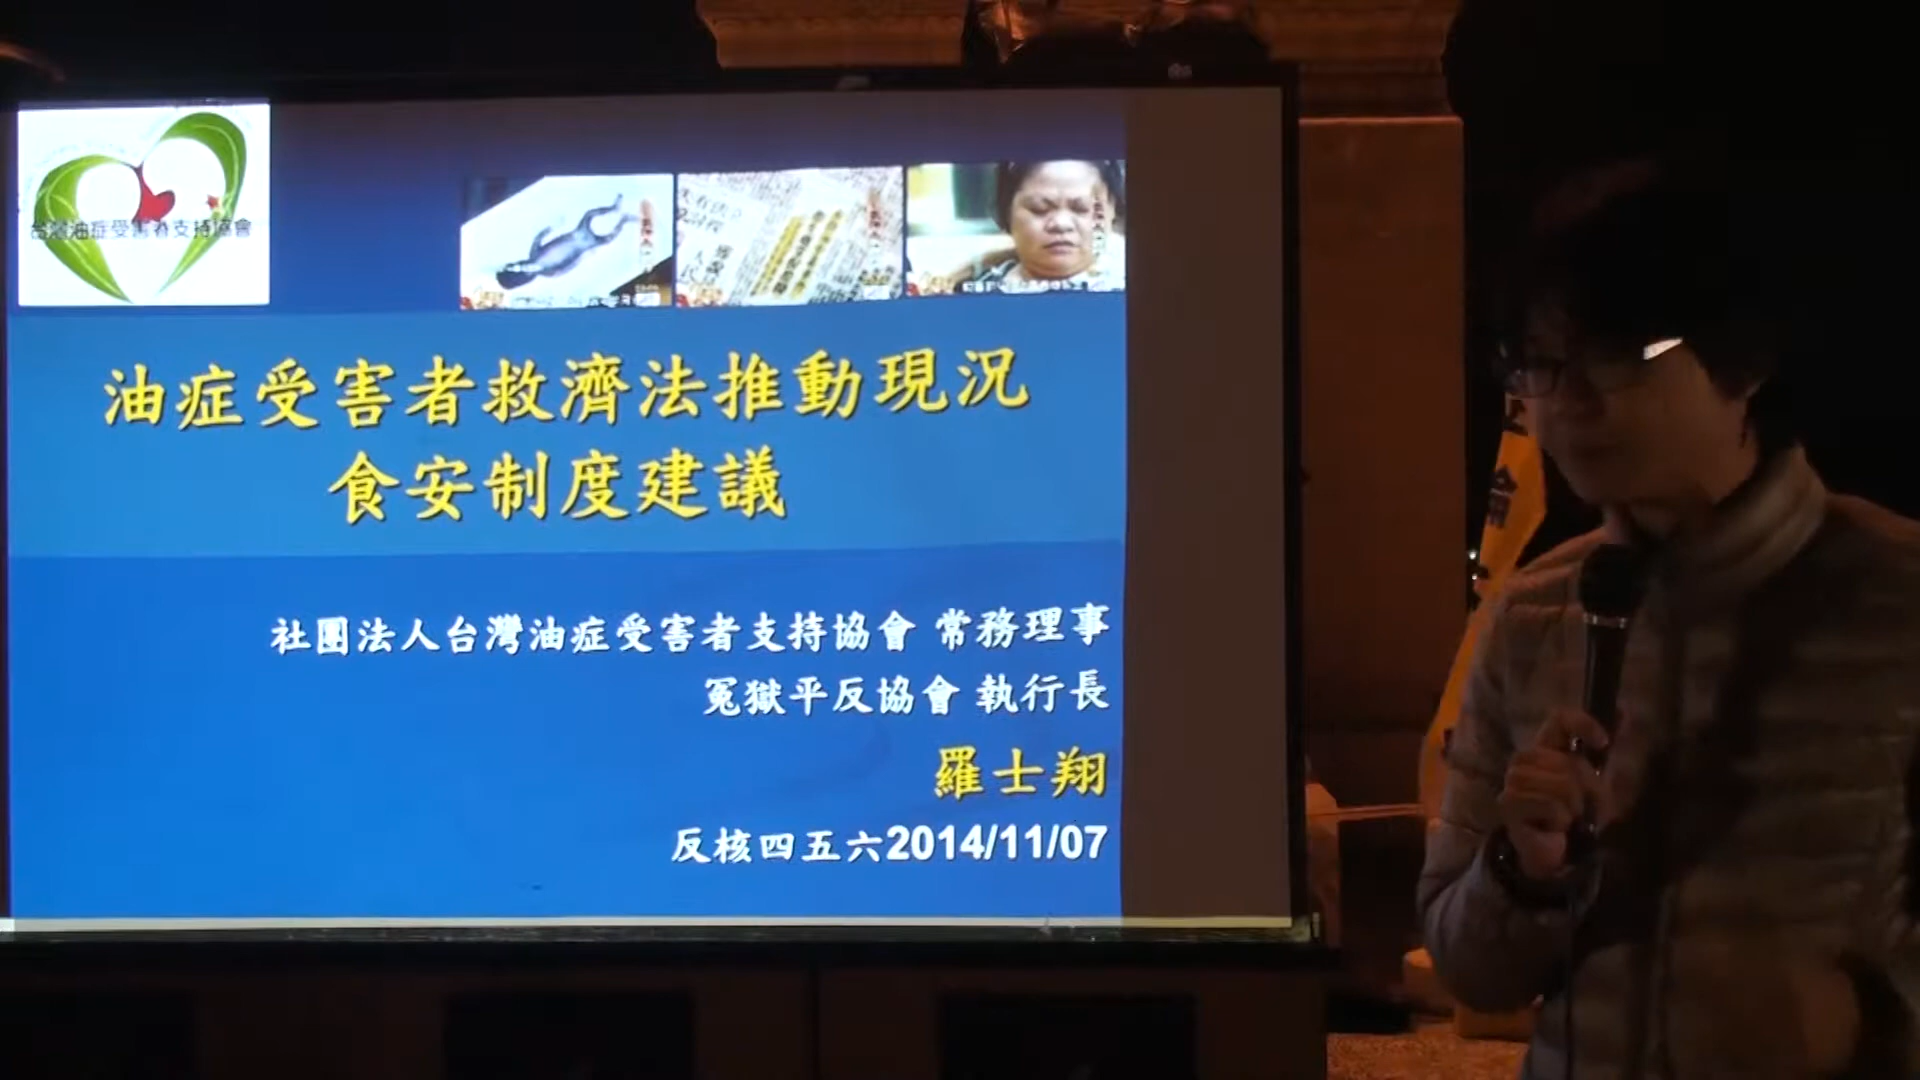 台灣油症受害者支持協會
油症受害者救濟法推動現況
食安制度建議
社團法人台灣油症受害者支持協會 常務理事
冤獄平反協會 執行長
羅士翔
反核四五六2014/11/07